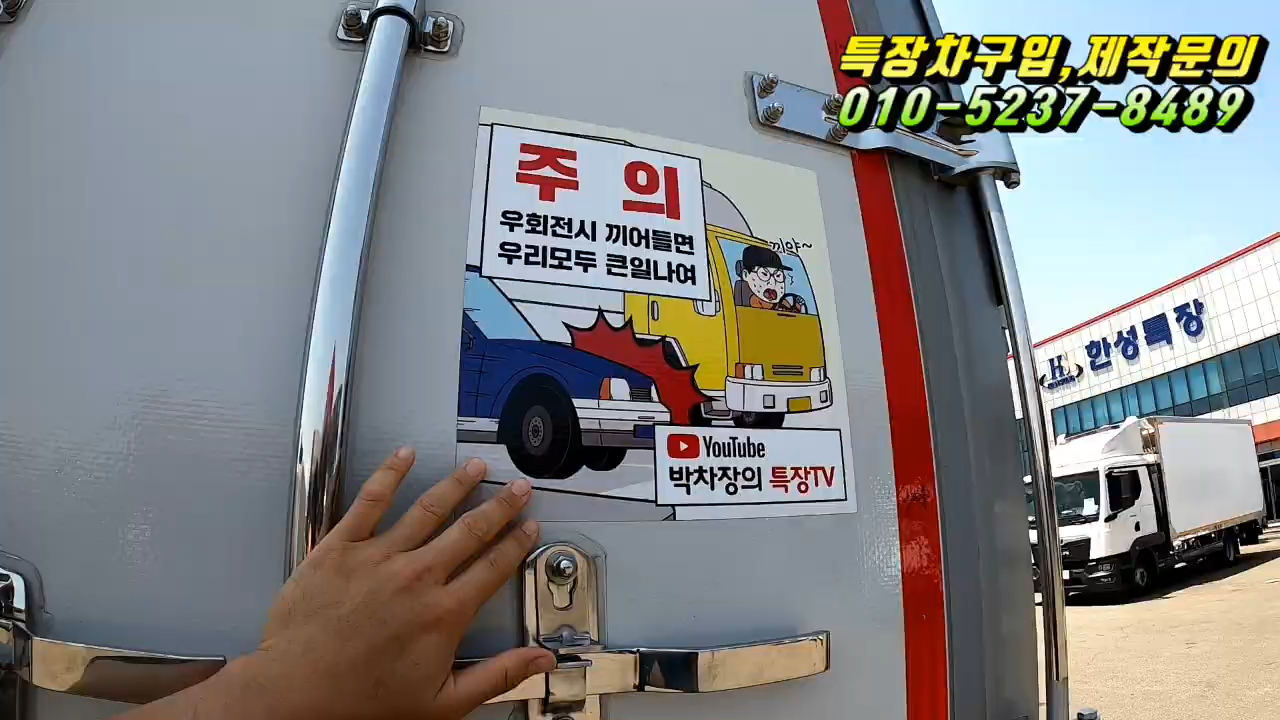 특장차구입,제작문의
010-5237-8489
주 의
우회전시 끼어들면
우리모두 큰일나여
끼약~
YouTube
박차장의 특장TV
H
한성특장